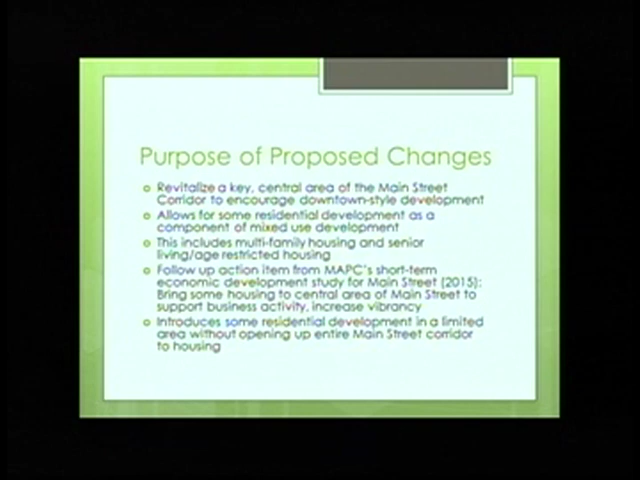 Purpose of Proposed Changes
Revitalize a key, central area of the Main Street
Corridor to encourage downtown-style development
Allows for some residential development as a
component of mixed use development
This includes multi-family housing and senior
living/age restricted housing
Follow up action item from MAPC's short-term
economic development study for Main Street (2015):
Bring some housing to central area of Main Street to
support business activity, increase vibrancy
Introduces some residential development in a limited
area without opening up entire Main Street corridor
to housing